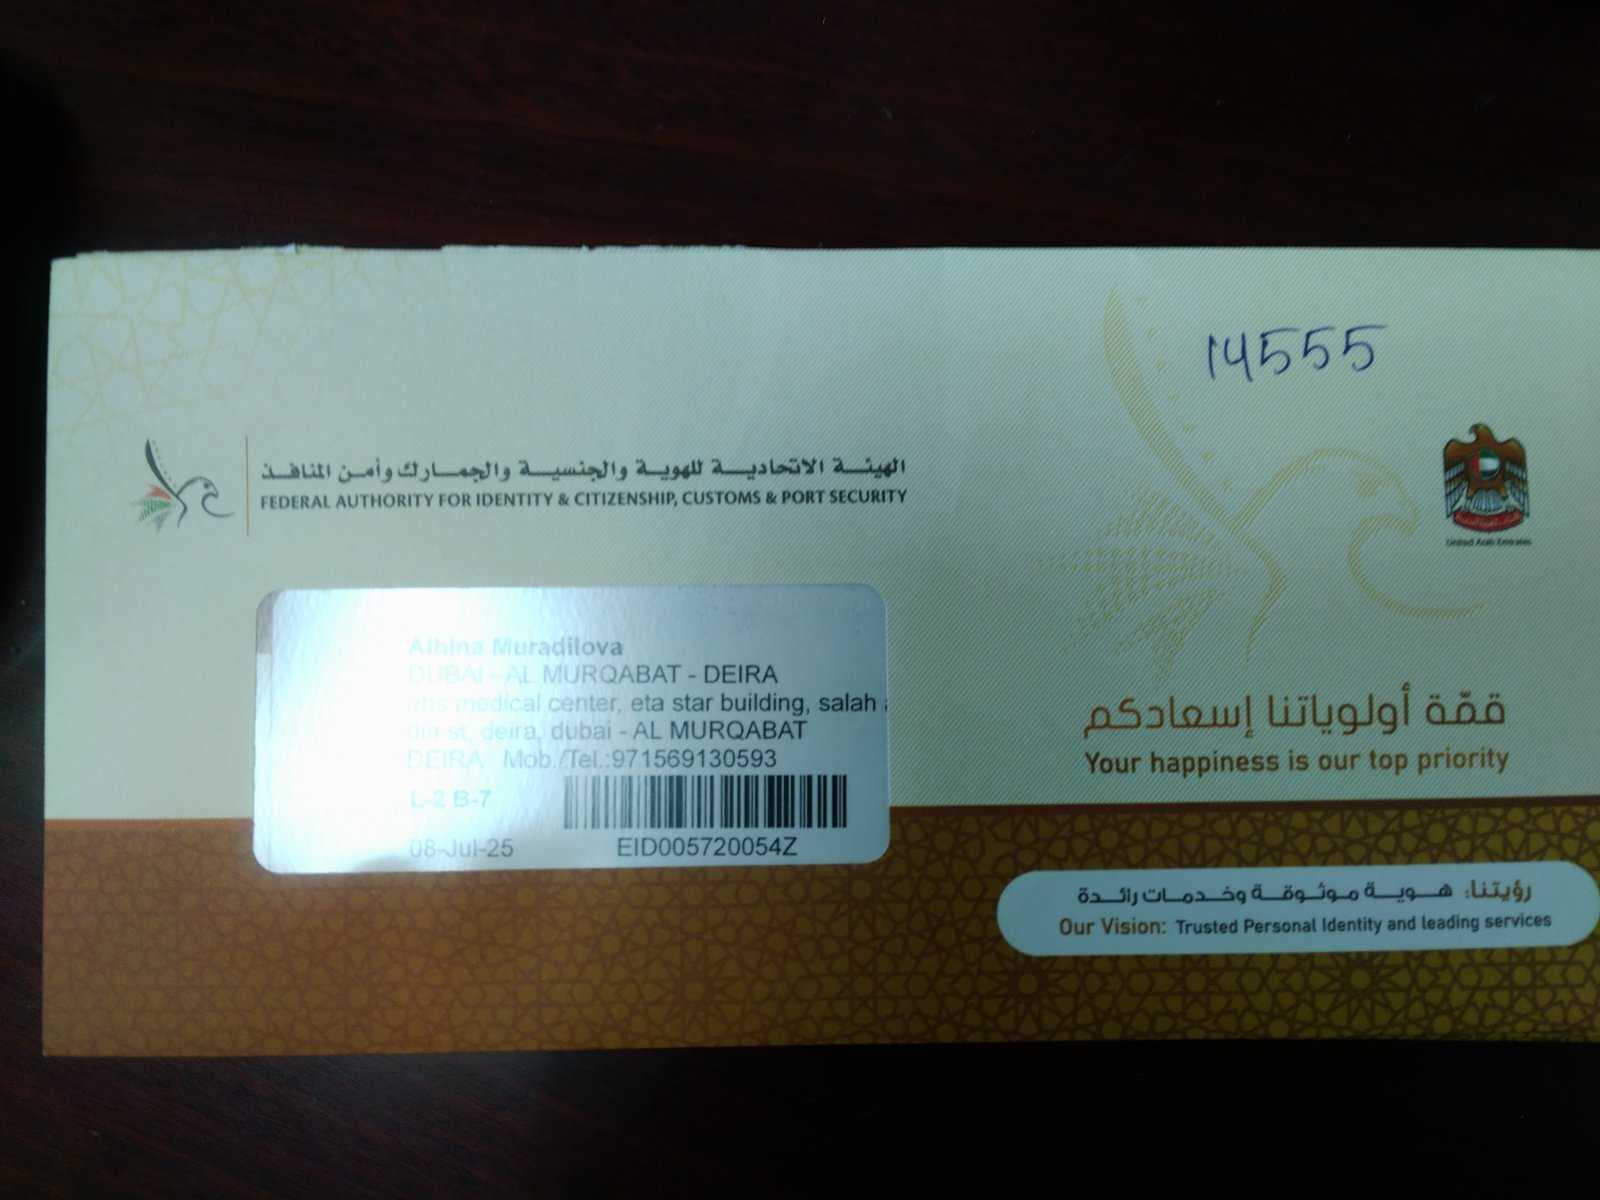 14555
الهيئة الاتحادية للهوية والجنسية والجمارك وأمن المنافذ
FEDERAL AUTHORITY FOR IDENTITY & CITIZENSHIP, CUSTOMS & PORT SECURITY
United Arab Emirates
Albina Muradilova
DUBAI - AL MURQABAT - DEIRA
medical center, eta star building, salah
din st, deira, dubai - AL MURQABAT
DEIRA Mob./Tel.:971569130593
L-2 B-7
08-Jul-25 EID005720054Z
قمّة أولوياتنا إسعادكم
Your happiness is our top priority
رؤيتنا: هوية موثوقة وخدمات رائدة
Our Vision: Trusted Personal Identity and leading services